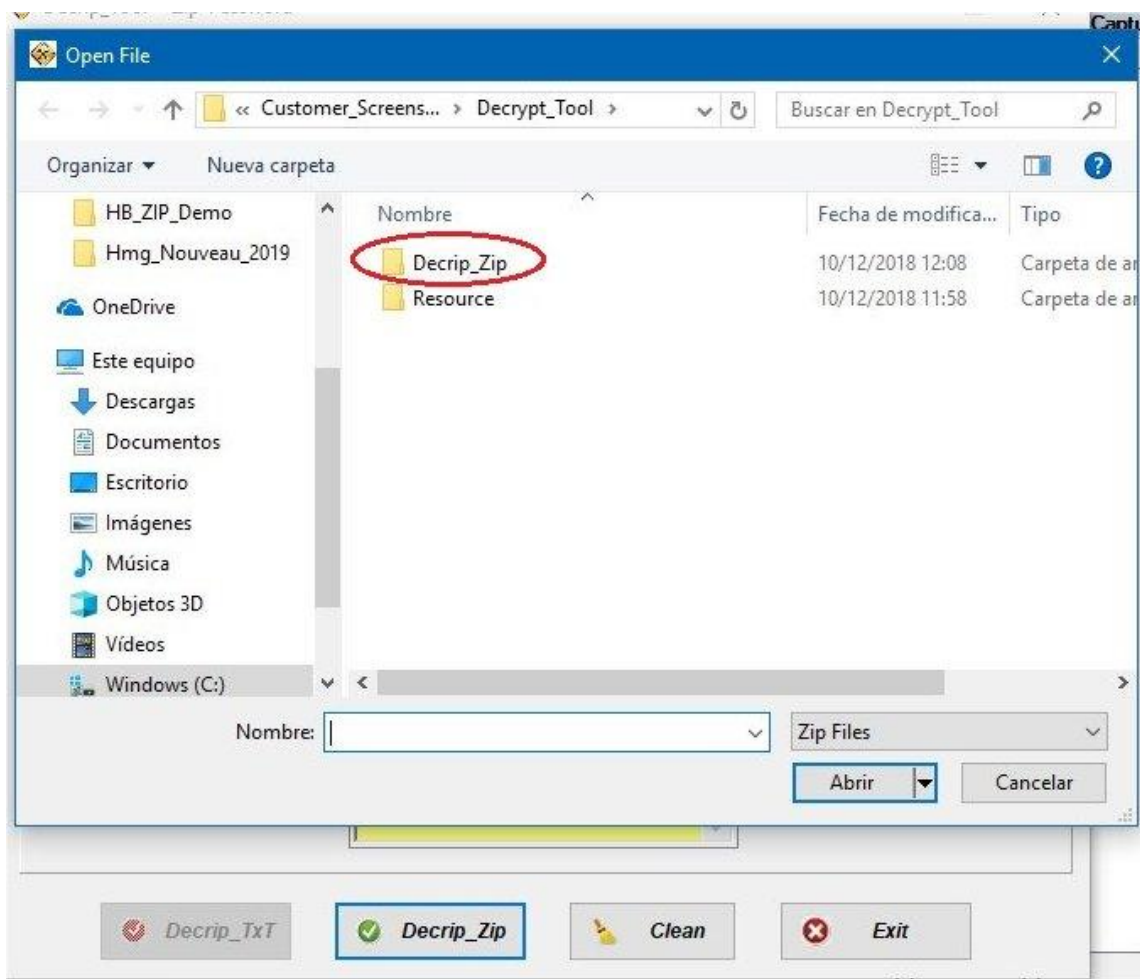 Open File
« Customer_Screens... > Decrypt_Tool >
Buscar en Decrypt_Tool
Organizar
Nueva carpeta
HB_ZIP_Demo
Hmg_Nouveau_2019
OneDrive
Este equipo
Descargas
Documentos
Escritorio
Imágenes
Música
Objetos 3D
Vídeos
Windows (C:)
Nombre
Fecha de modifica...
Tipo
Decrip_Zip
10/12/2018 12:08
Carpeta de ar
Resource
10/12/2018 11:58
Carpeta de ar
Nombre:
Zip Files
Abrir
Cancelar
Decrip_TxT
Decrip_Zip
Clean
Exit